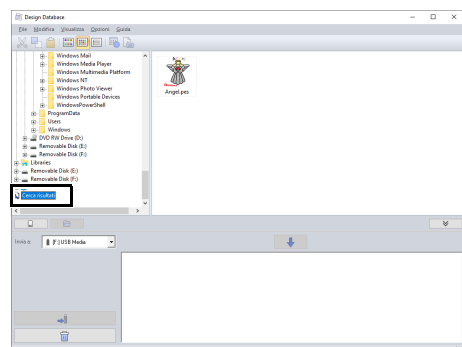 Design Database
File Modifica Visualizza Opzioni Guida
Windows Mail
Windows Media Player
Windows Multimedia Platform
Windows NT
Windows Photo Viewer
Windows Portable Devices
WindowsPowerShell
ProgramData
Users
Windows
DVD RW Drive (D:)
Removable Disk (E:)
Removable Disk (F:)
Libraries
Removable Disk (E:)
Removable Disk (F:)
Cerca risultati
Angel.pes
Invia a:
(F:) USB Media